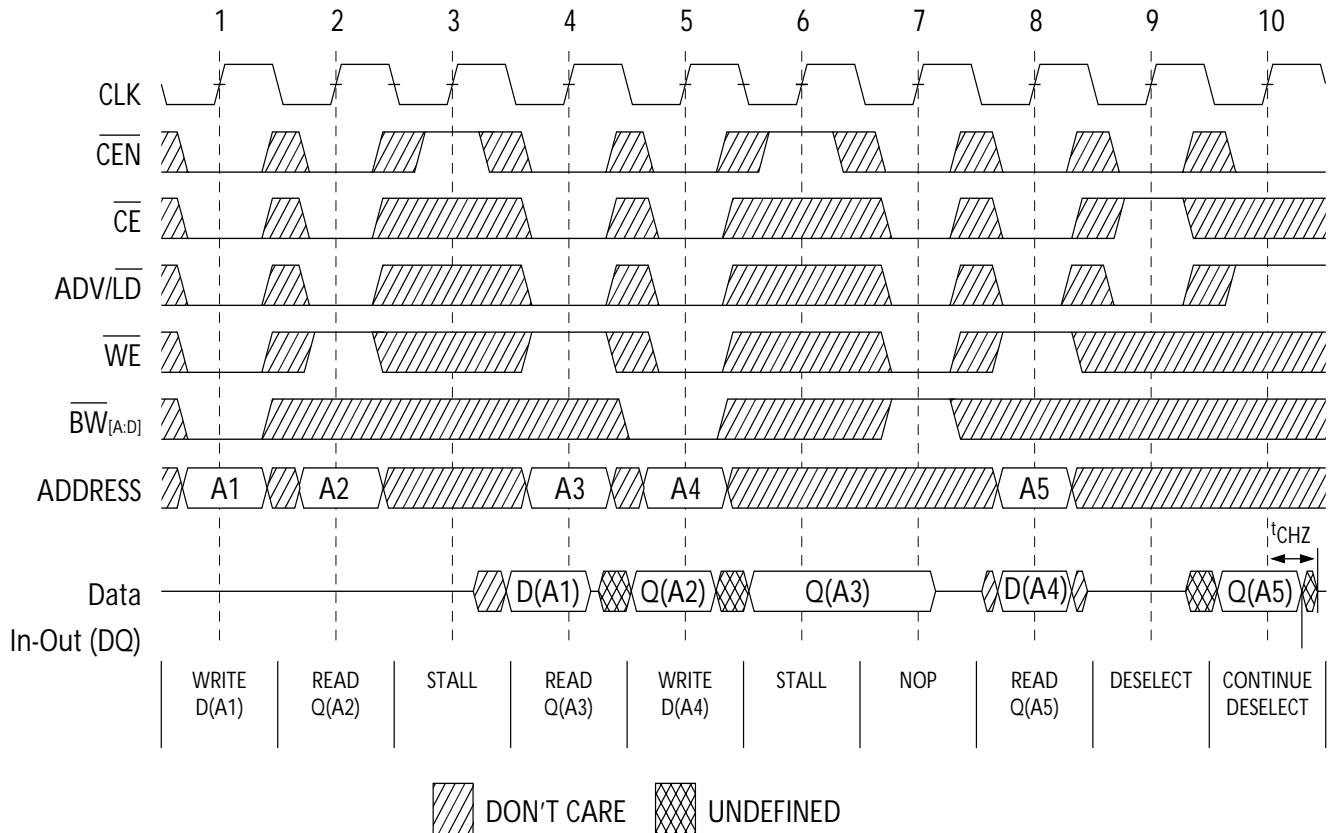 1 2 3 4 5 6 7 8 9 10
CLK
CEN
CE
ADV/LD
WE
BW[A:D]
ADDRESS A1 A2 A3 A4 A5
tCHZ
Data D(A1) Q(A2) Q(A3) D(A4) Q(A5)
In-Out (DQ)
WRITE READ STALL READ WRITE STALL NOP READ DESELECT CONTINUE
D(A1) Q(A2) Q(A3) D(A4) Q(A5) DESELECT
DON'T CARE UNDEFINED